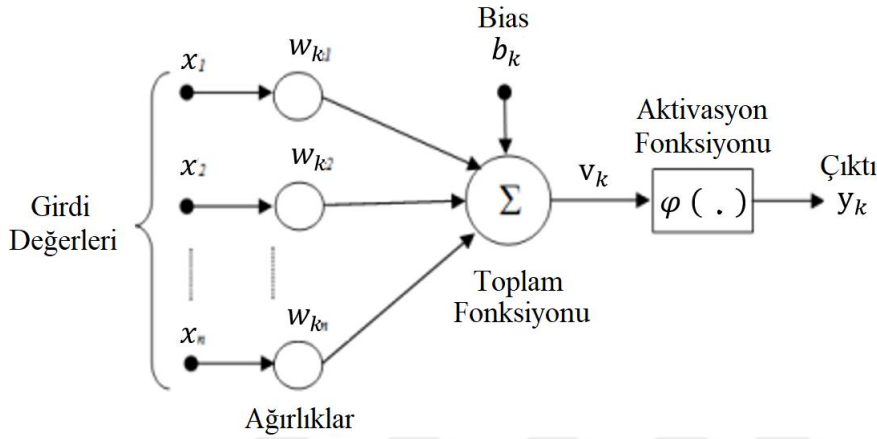 Bias
b_k
x_1
w_k1
Aktivasyon
Fonksiyonu
x_2
w_k2
Çıktı
v_k
Σ
φ ( . )
y_k
Girdi
Değerleri
Toplam
Fonksiyonu
x_n
w_kn
Ağırlıklar